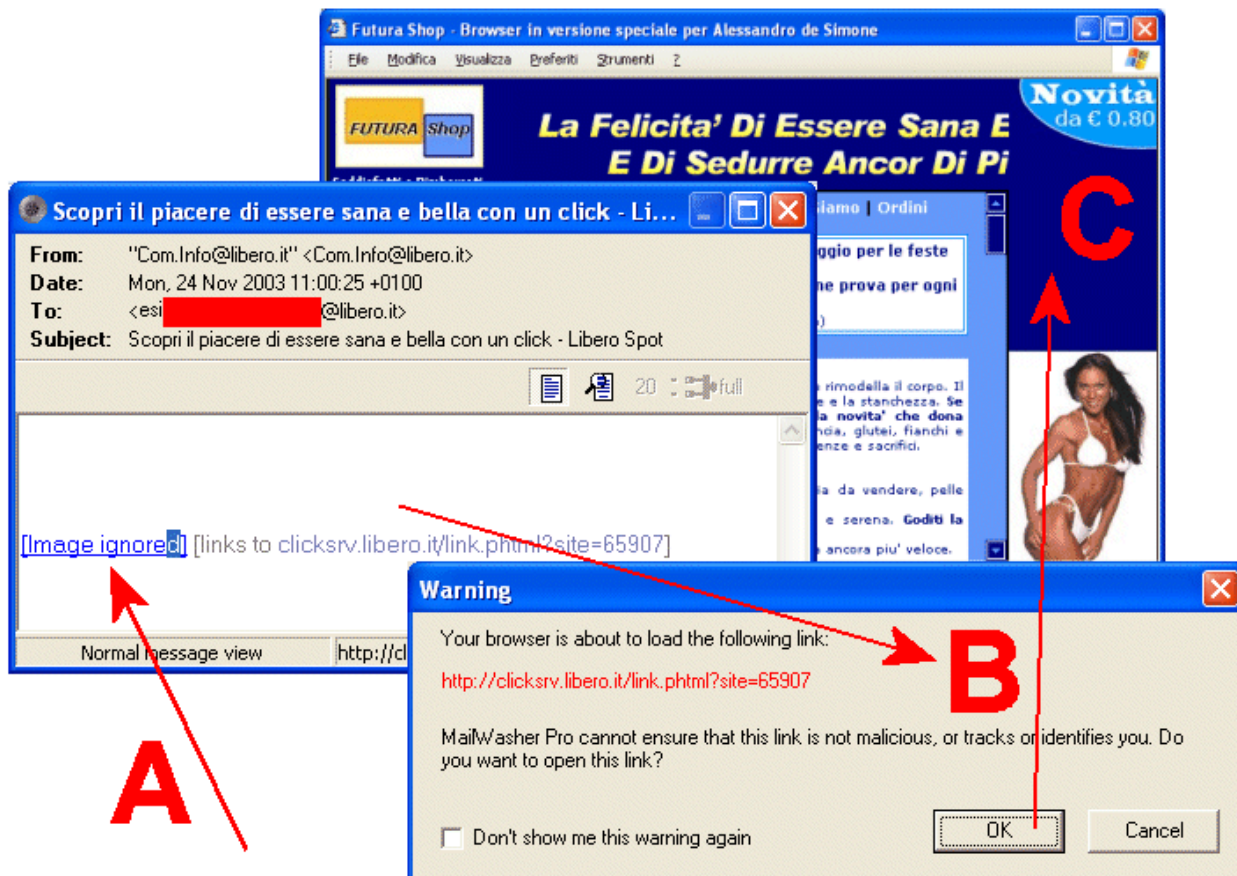 Futura Shop - Browser in versione speciale per Alessandro de Simone
File Modifica Visualizza Preferiti Strumenti ?
FUTURA Shop
La Felicita' Di Essere Sana E
E Di Sedurre Ancor Di Pi
Novità
da € 0.80
C
Siamo | Ordini
ggio per le feste
ne prova per ogni
rimodella il corpo. Il
e e la stanchezza. Se
la novita' che dona
ncia, glutei, fianchi e
enze e sacrifici.
ia da vendere, pelle
e serena. Goditi la
ancora piu' veloce.
Scopri il piacere di essere sana e bella con un click - Li...
From: "Com.Info@libero.it" <Com.Info@libero.it>
Date: Mon, 24 Nov 2003 11:00:25 +0100
To: <esi @libero.it>
Subject: Scopri il piacere di essere sana e bella con un click - Libero Spot
20 full
[Image ignored] [links to clicksrv.libero.it/link.phtml?site=65907]
Normal message view http://cl
A
Warning
Your browser is about to load the following link:
http://clicksrv.libero.it/link.phtml?site=65907
B
MailWasher Pro cannot ensure that this link is not malicious, or tracks or identifies you. Do
you want to open this link?
Don't show me this warning again
OK Cancel